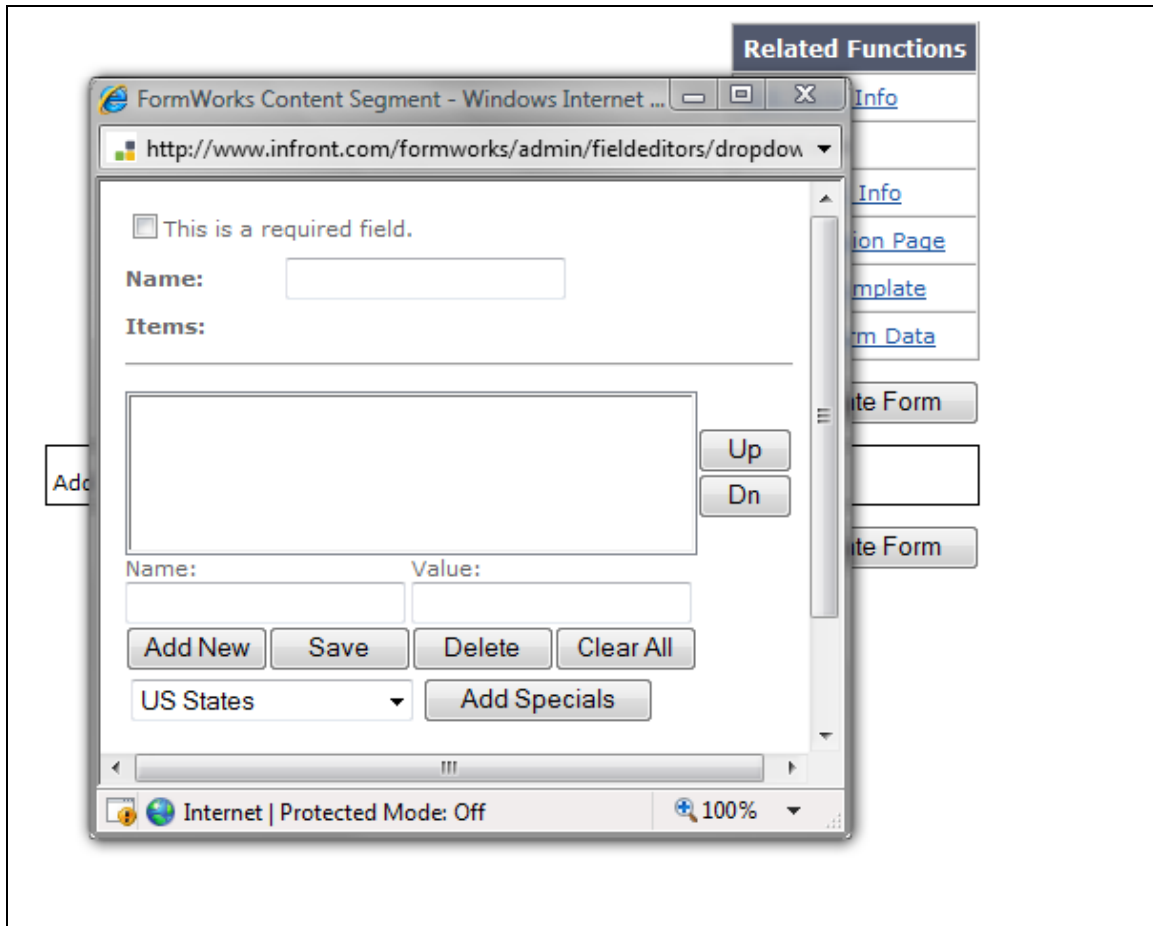 Related Functions
FormWorks Content Segment - Windows Internet ...
Info
http://www.infront.com/formworks/admin/fieldeditors/dropdow
This is a required field.
Info
ion Page
Name:
mplate
Items:
rm Data
te Form
Up
Add
Dn
te Form
Name: Value:
Add New Save Delete Clear All
US States Add Specials
Internet | Protected Mode: Off 100%